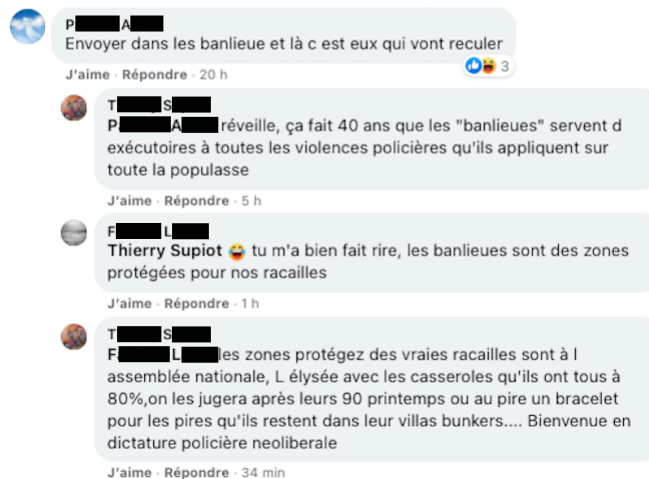 P A
Envoyer dans les banlieue et là c est eux qui vont reculer
3
J'aime · Répondre · 20 h
T S
P A réveille, ça fait 40 ans que les "banlieues" servent d
exécutoires à toutes les violences policières qu'ils appliquent sur
toute la populasse
J'aime · Répondre · 5 h
F L
Thierry Supiot 😂 tu m'a bien fait rire, les banlieues sont des zones
protégées pour nos racailles
J'aime · Répondre · 1 h
T S
F L les zones protégez des vraies racailles sont à l
assemblée nationale, L élysée avec les casseroles qu'ils ont tous à
80%,on les jugera après leurs 90 printemps ou au pire un bracelet
pour les pires qu'ils restent dans leur villas bunkers.... Bienvenue en
dictature policière neoliberale
J'aime · Répondre · 34 min